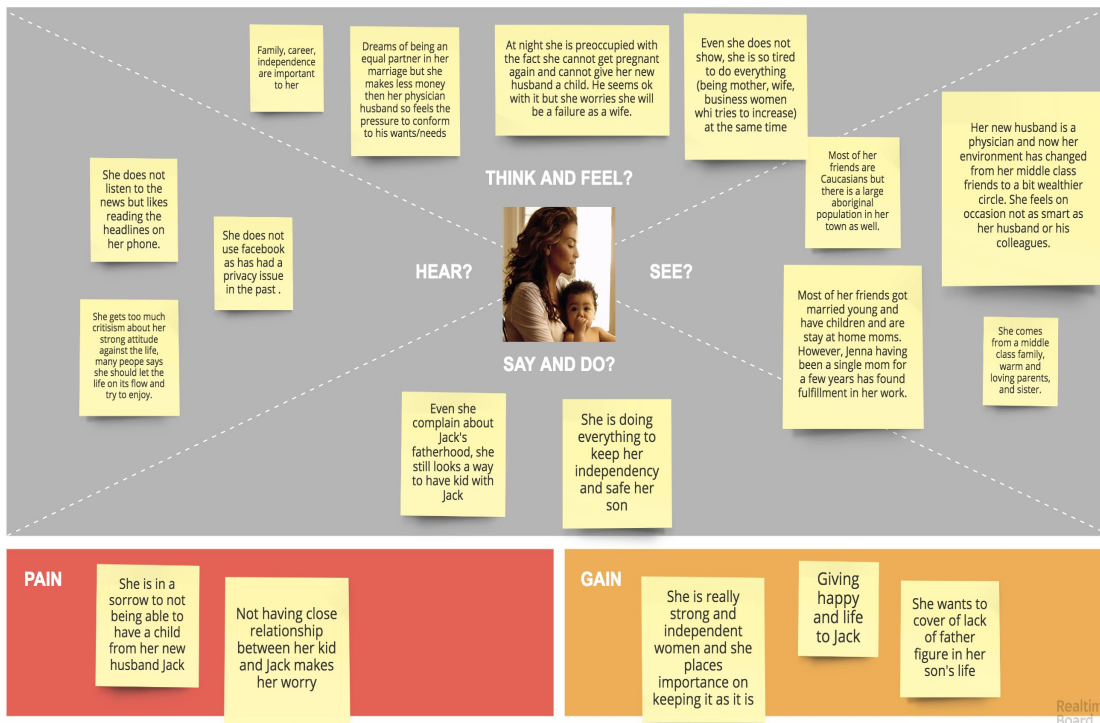 Family, career,
independence
are important
to her
Dreams of being an
equal partner in her
marriage but she
makes less money
then her physician
husband so feels the
pressure to conform
to his wants/needs
At night she is preoccupied with
the fact she cannot get pregnant
again and cannot give her new
husband a child. He seems ok
with it but she worries she will
be a failure as a wife.
Even she does not
show, she is so tired
to do everything
(being mother, wife,
business women
whi tries to increase)
at the same time
THINK AND FEEL?
She does not
listen to the
news but likes
reading the
headlines on
her phone.
She does not
use facebook
as has had a
privacy issue
in the past .
She gets too much
critisism about her
strong attitude
against the life,
many peope says
she should let the
life on its flow and
try to enjoy.
HEAR?
SEE?
Most of her
friends are
Caucasians but
there is a large
aboriginal
population in her
town as well.
Her new husband is a
physician and now her
environment has changed
from her middle class
friends to a bit wealthier
circle. She feels on
occasion not as smart as
her husband or his
colleagues.
Most of her friends got
married young and
have children and are
stay at home moms.
However, Jenna having
been a single mom for
a few years has found
fulfillment in her work.
She comes
from a middle
class family,
warm and
loving parents,
and sister.
SAY AND DO?
Even she
complain about
Jack's
fatherhood, she
still looks a way
to have kid with
Jack
She is doing
everything to
keep her
independency
and safe her
son
PAIN
She is in a
sorrow to not
being able to
have a child
from her new
husband Jack
Not having close
relationship
between her kid
and Jack makes
her worry
GAIN
She is really
strong and
independent
women and she
places
importance on
keeping it as it is
Giving
happy
and life
to Jack
She wants to
cover of lack
of father
figure in her
son's life
Realtim
Board